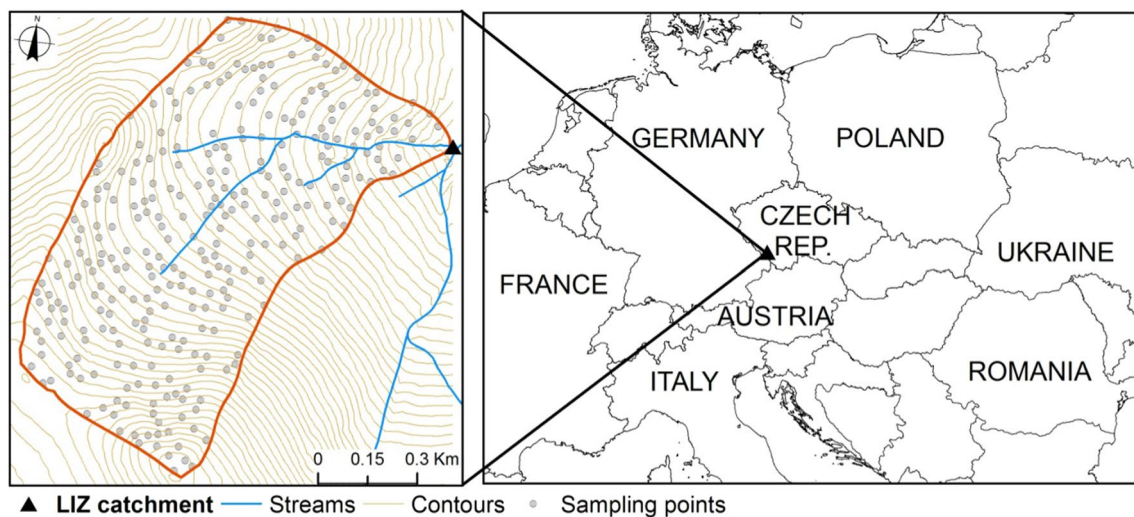 GERMANY
POLAND
CZECH
REP.
UKRAINE
FRANCE
AUSTRIA
ITALY
ROMANIA
0 0.15 0.3 Km
LIZ catchment Streams Contours Sampling points